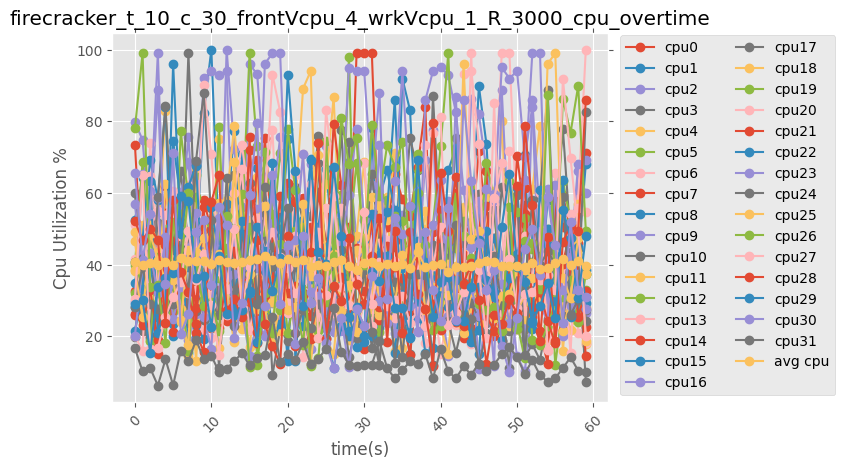 firecracker_t_10_c_30_frontVcpu_4_wrkVcpu_1_R_3000_cpu_overtime
Cpu Utilization %
100
80
60
40
20
0
10
20
30
40
50
60
time(s)
cpu0
cpu1
cpu2
cpu3
cpu4
cpu5
cpu6
cpu7
cpu8
cpu9
cpu10
cpu11
cpu12
cpu13
cpu14
cpu15
cpu16
cpu17
cpu18
cpu19
cpu20
cpu21
cpu22
cpu23
cpu24
cpu25
cpu26
cpu27
cpu28
cpu29
cpu30
cpu31
avg cpu